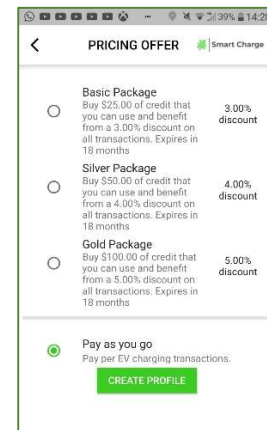 39% 14:20
PRICING OFFER Smart Charge
Basic Package
Buy $25.00 of credit that
you can use and benefit
from a 3.00% discount on
all transactions. Expires in
18 months
3.00%
discount
Silver Package
Buy $50.00 of credit that
you can use and benefit
from a 4.00% discount on
all transactions. Expires in
18 months
4.00%
discount
Gold Package
Buy $100.00 of credit that
you can use and benefit
from a 5.00% discount on
all transactions. Expires in
18 months
5.00%
discount
Pay as you go
Pay per EV charging transactions.
CREATE PROFILE